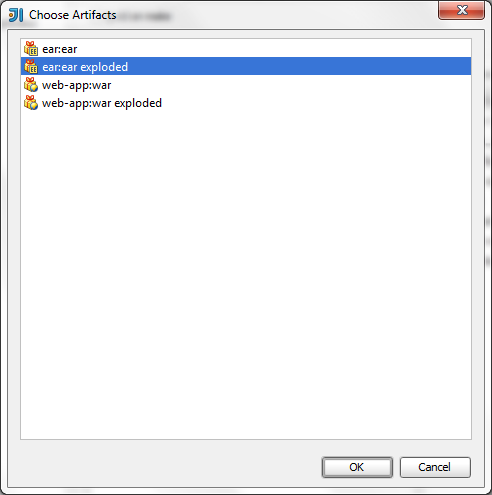 Choose Artifacts
ear:ear
ear:ear exploded
web-app:war
web-app:war exploded
OK
Cancel